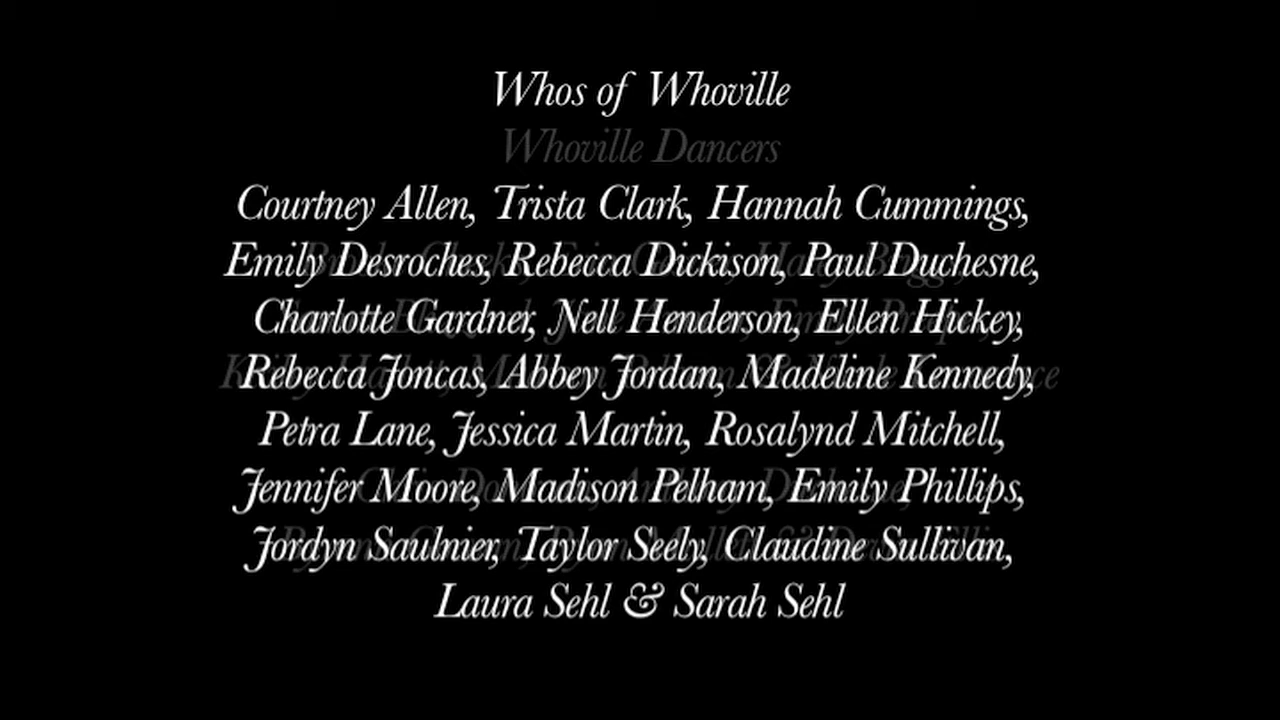 Whos of Whoville
Whoville Dancers
Courtney Allen, Trista Clark, Hannah Cummings,
Emily Desroches, Rebecca Dickison, Paul Duchesne,
Charlotte Gardner, Nell Henderson, Ellen Hickey,
Rebecca Joncas, Abbey Jordan, Madeline Kennedy,
Petra Lane, Jessica Martin, Rosalynd Mitchell,
Jennifer Moore, Madison Pelham, Emily Phillips,
Jordyn Saulnier, Taylor Seely, Claudine Sullivan,
Laura Sehl & Sarah Sehl